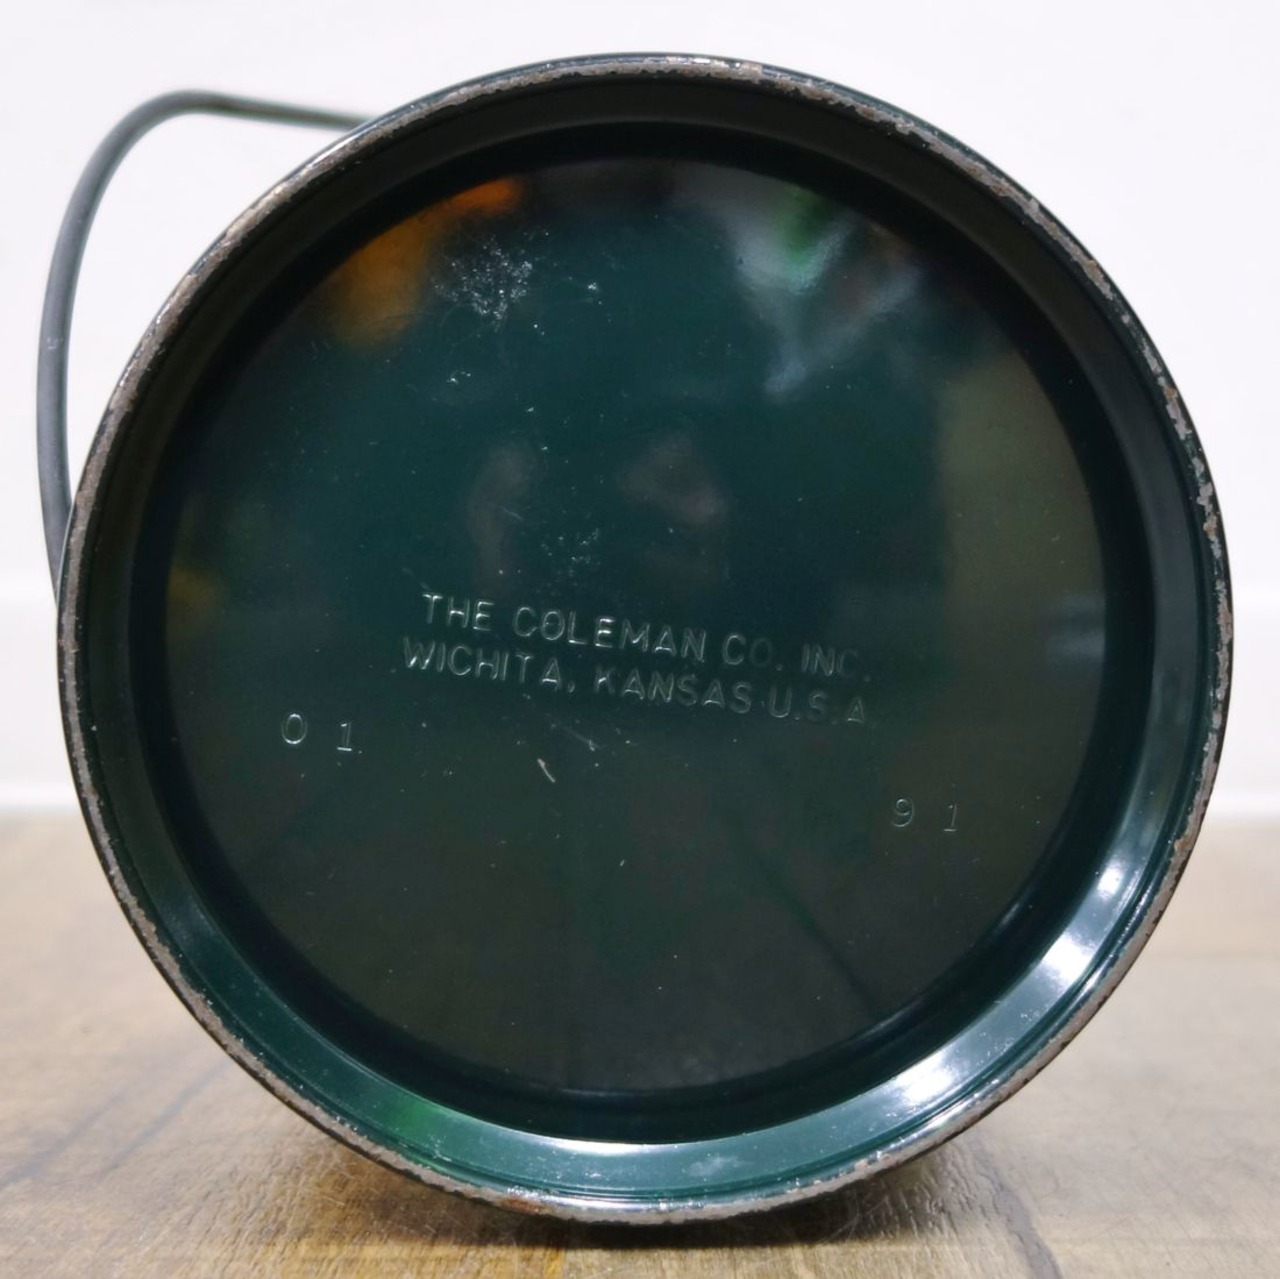 THE COLEMAN CO. INC.
WICHITA, KANSAS U.S.A.
01
91